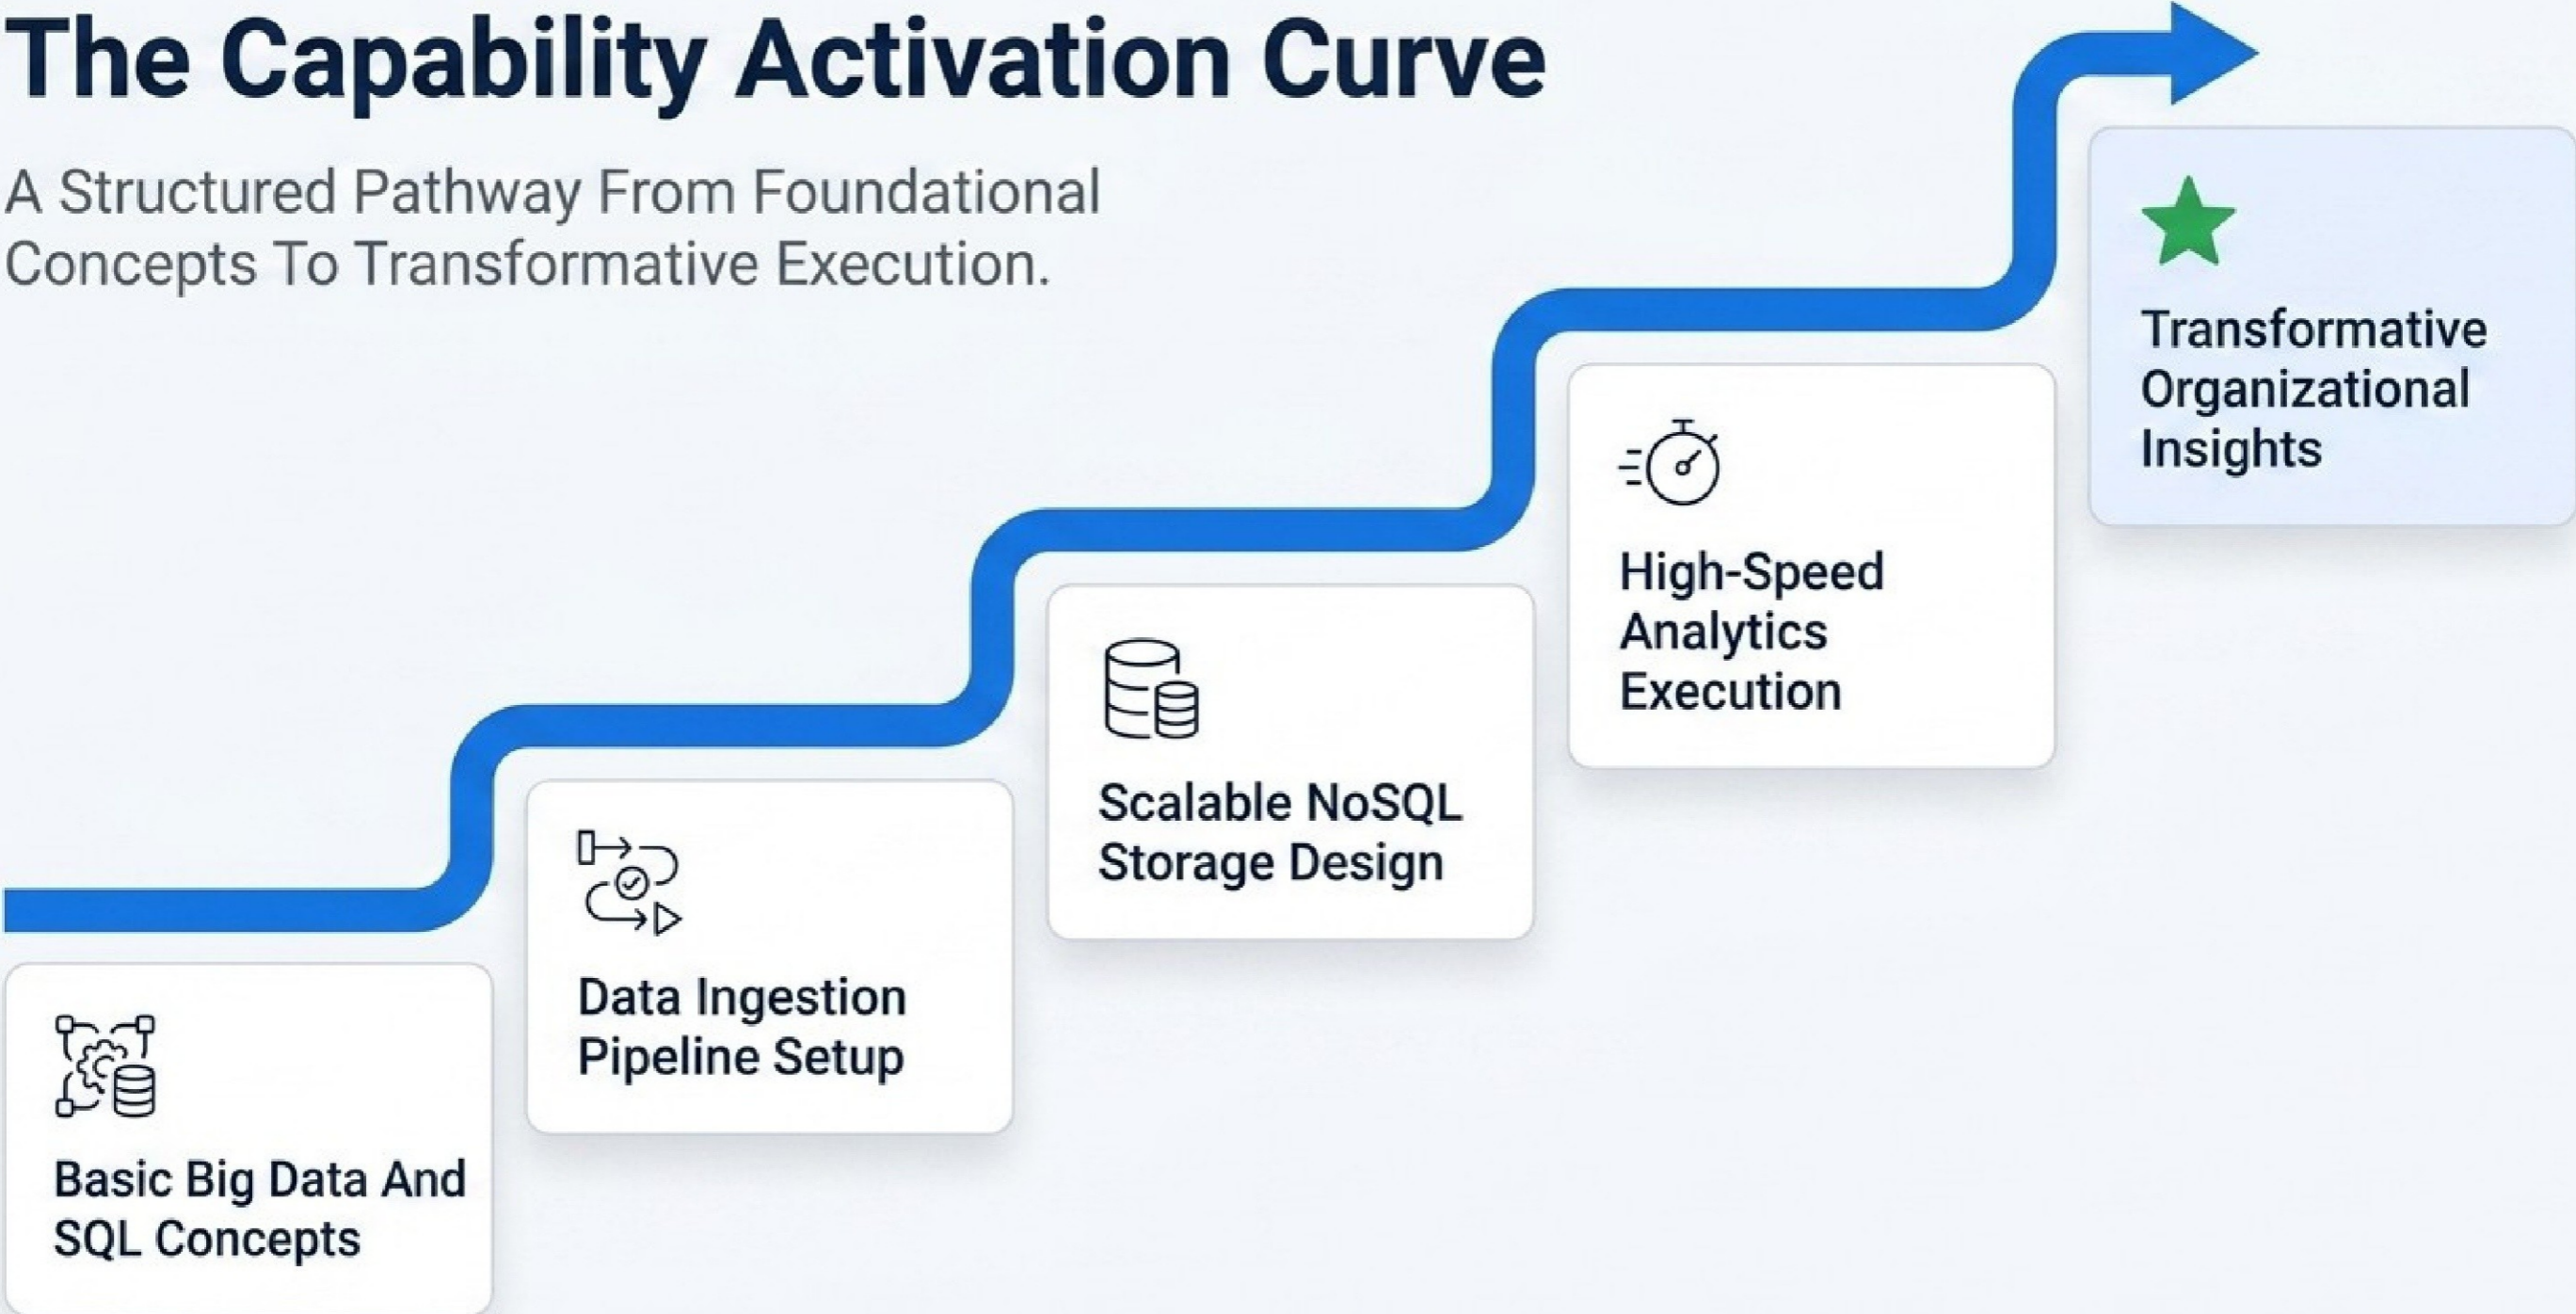 The Capability Activation Curve
A Structured Pathway From Foundational
Concepts To Transformative Execution.
Basic Big Data And
SQL Concepts
Data Ingestion
Pipeline Setup
Scalable NoSQL
Storage Design
High-Speed
Analytics
Execution
Transformative
Organizational
Insights